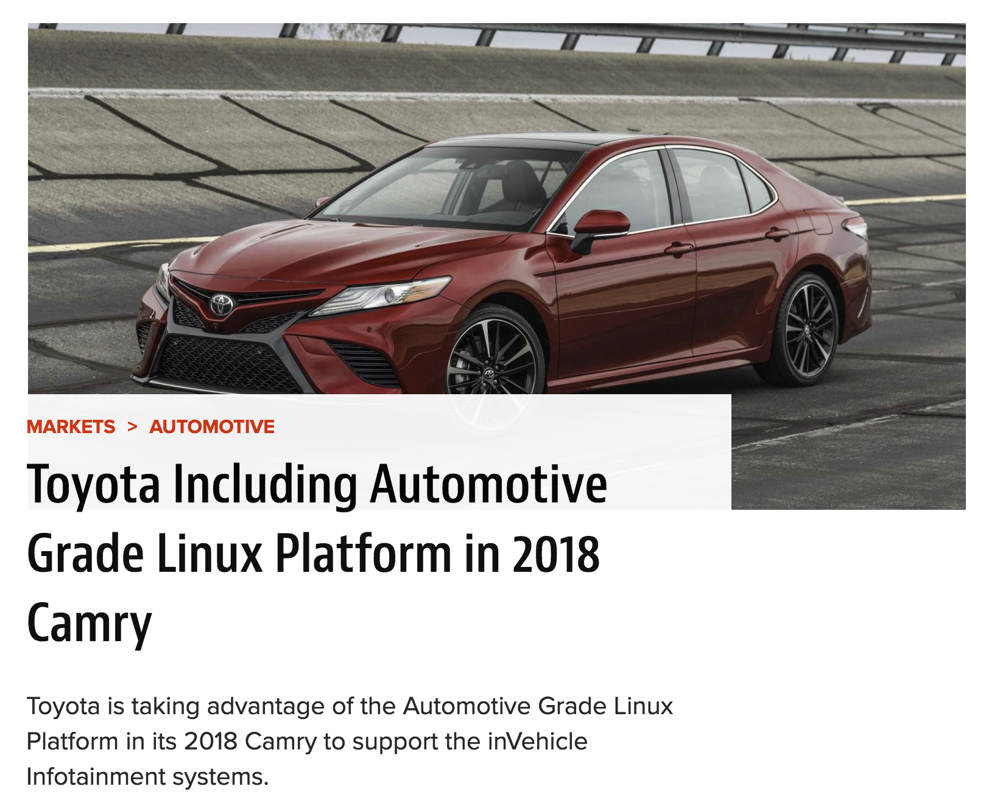 MARKETS > AUTOMOTIVE
Toyota Including Automotive
Grade Linux Platform in 2018
Camry
Toyota is taking advantage of the Automotive Grade Linux
Platform in its 2018 Camry to support the inVehicle
Infotainment systems.